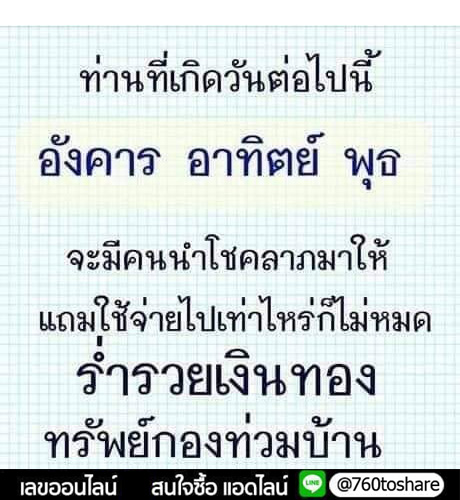 ท่านที่เกิดวันต่อไปนี้
อังคาร อาทิตย์ พุธ
จะมีคนนำโชคลาภมาให้
แถมใช้จ่ายไปเท่าไหร่ก็ไม่หมด
ร่ำรวยเงินทอง
ทรัพย์กองท่วมบ้าน
เลขออนไลน์ สนใจซื้อ แอดไลน์ LINE @760toshare